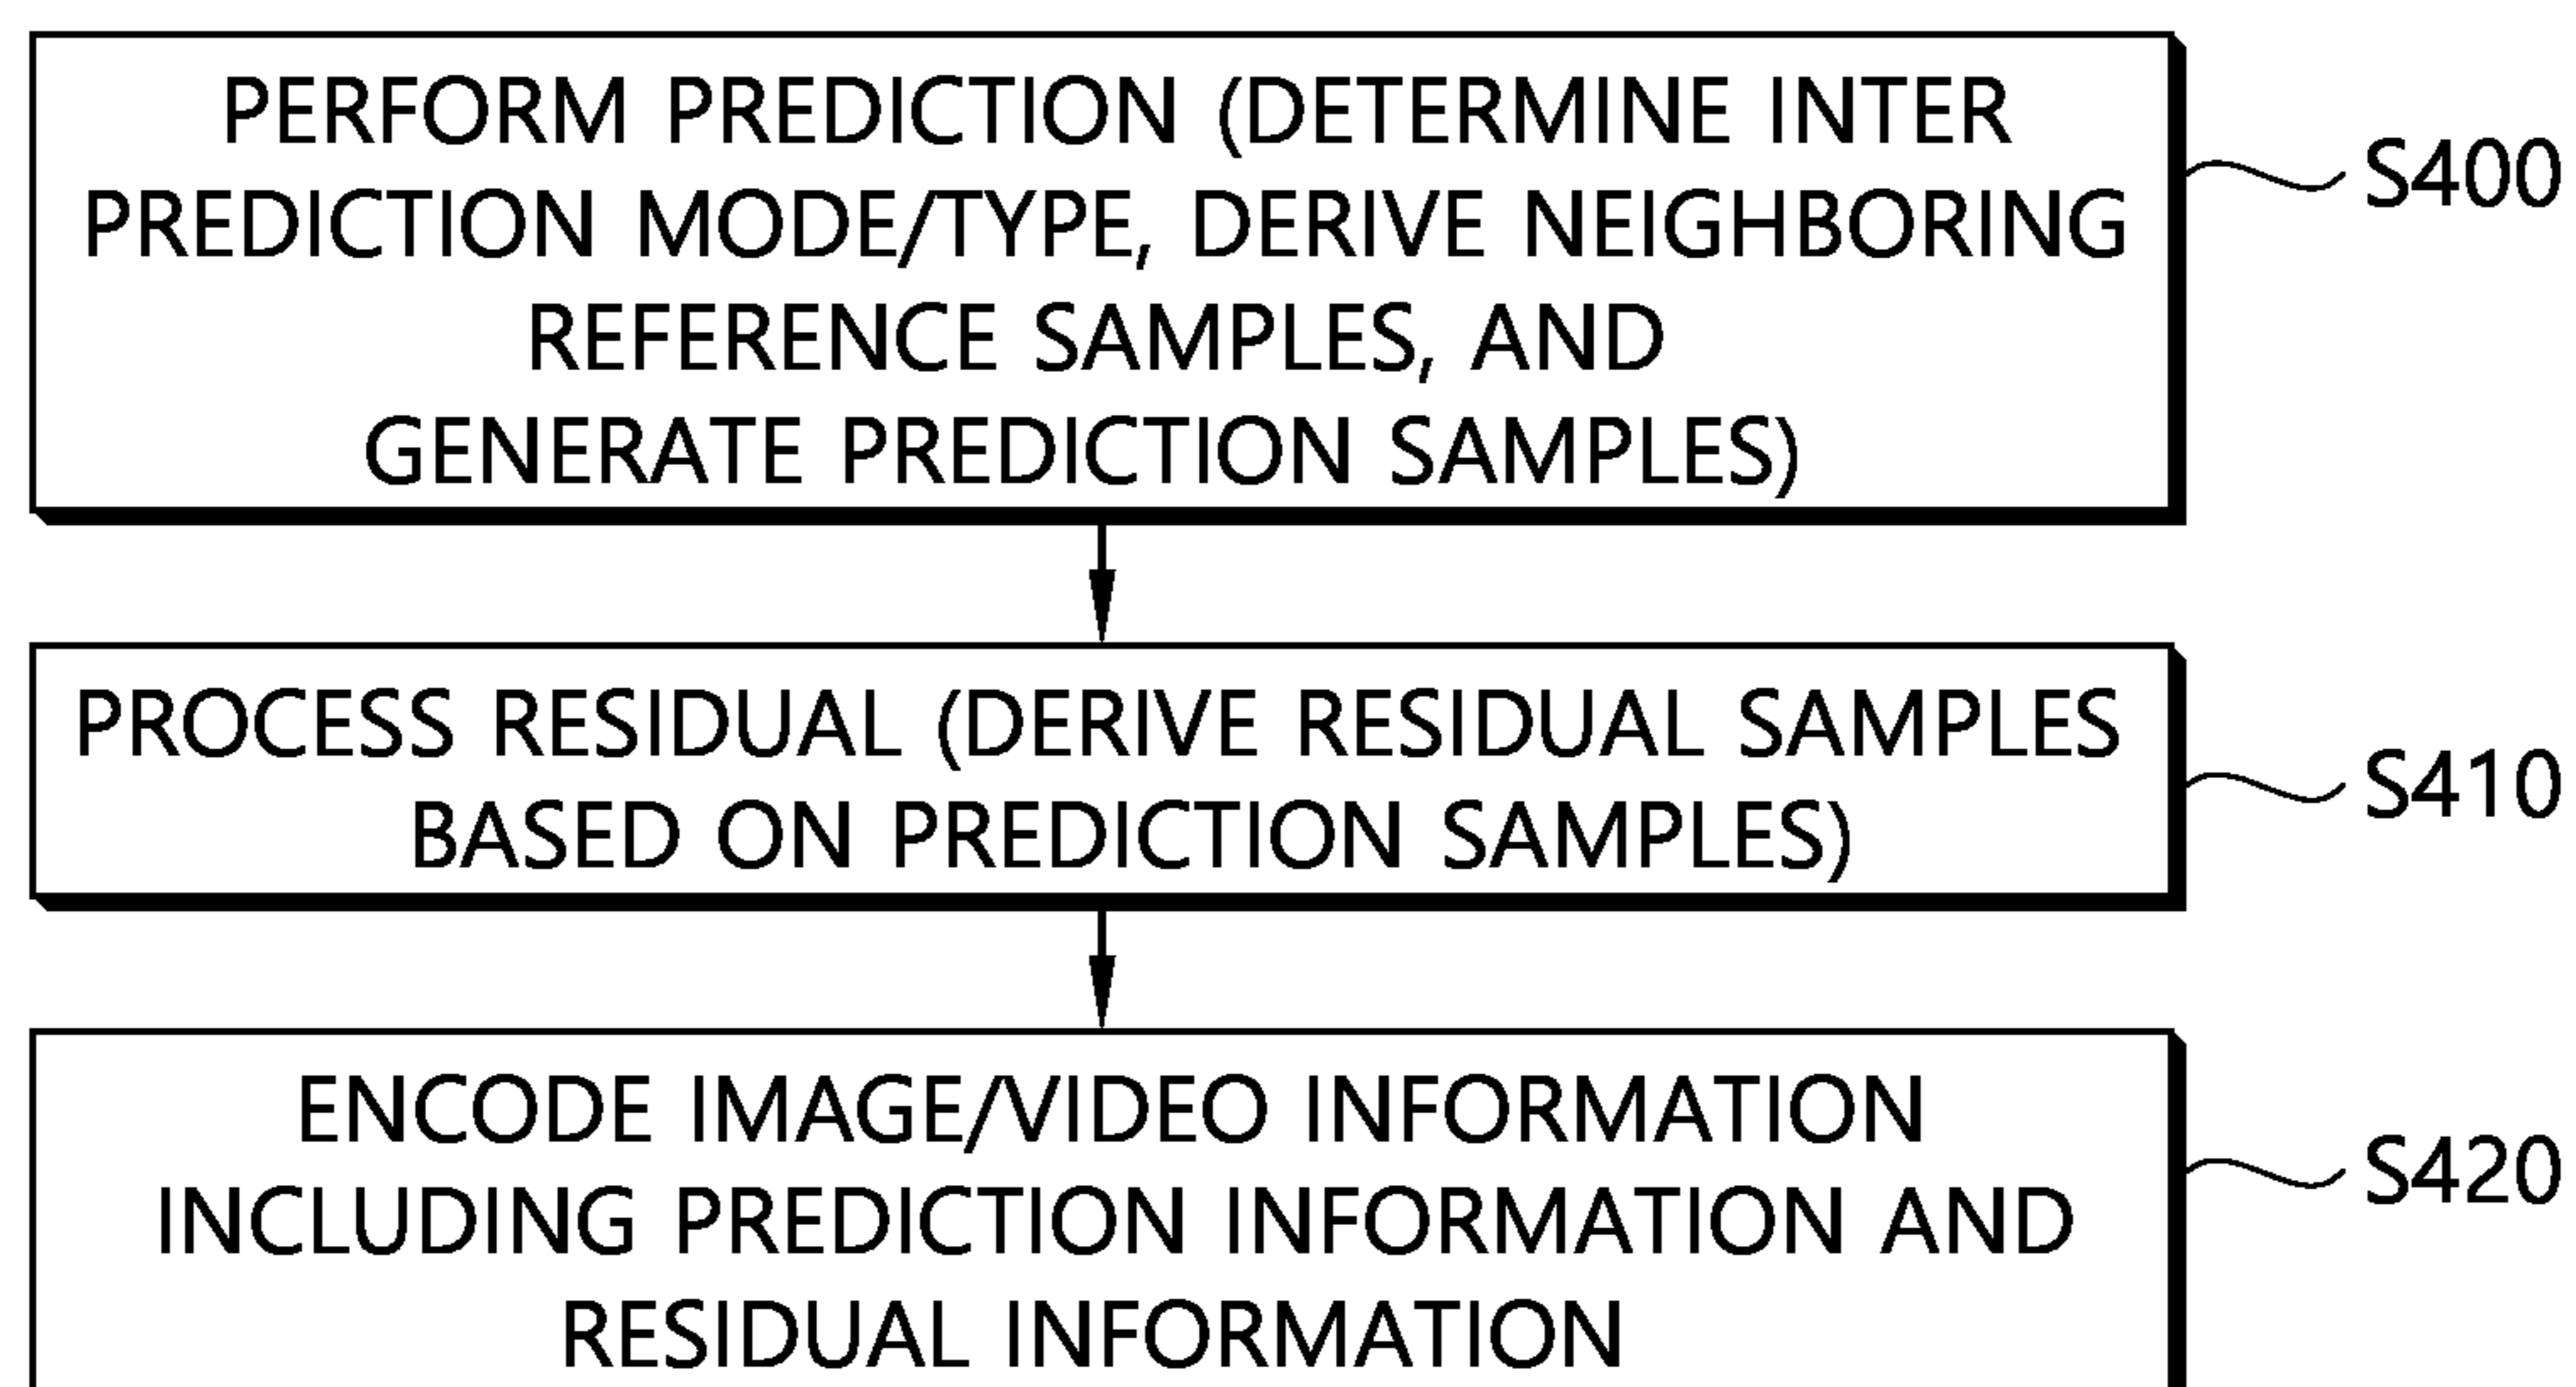 PERFORM PREDICTION (DETERMINE INTER
PREDICTION MODE/TYPE, DERIVE NEIGHBORING
REFERENCE SAMPLES, AND
GENERATE PREDICTION SAMPLES)
S400
PROCESS RESIDUAL (DERIVE RESIDUAL SAMPLES
BASED ON PREDICTION SAMPLES)
S410
ENCODE IMAGE/VIDEO INFORMATION
INCLUDING PREDICTION INFORMATION AND
RESIDUAL INFORMATION
S420